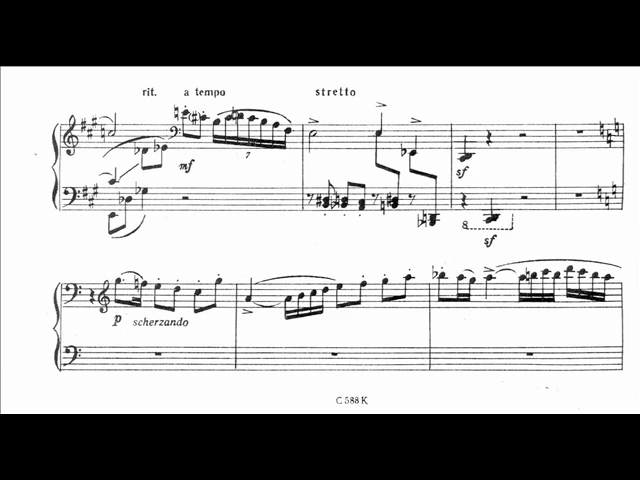 rit. a tempo stretto
mf 7
sf
8
sf
p scherzando
C 588 K